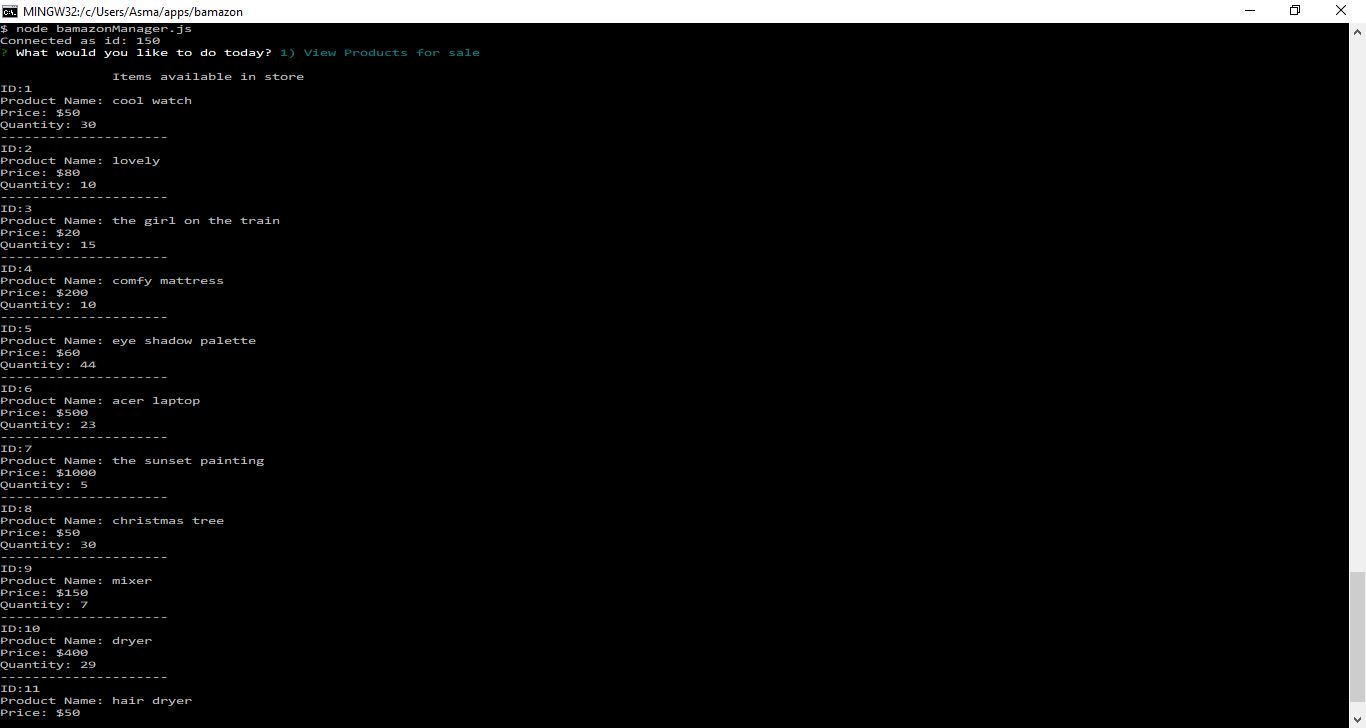 MINGW32:/c/Users/Asma/apps/bamazon
$ node bamazonManager.js
Connected as id: 150
? What would you like to do today? 1) View Products for sale
Items available in store
ID:1
Product Name: cool watch
Price: $50
Quantity: 30
---------------------
ID:2
Product Name: lovely
Price: $80
Quantity: 10
---------------------
ID:3
Product Name: the girl on the train
Price: $20
Quantity: 15
---------------------
ID:4
Product Name: comfy mattress
Price: $200
Quantity: 10
---------------------
ID:5
Product Name: eye shadow palette
Price: $60
Quantity: 44
---------------------
ID:6
Product Name: acer laptop
Price: $500
Quantity: 23
---------------------
ID:7
Product Name: the sunset painting
Price: $1000
Quantity: 5
---------------------
ID:8
Product Name: christmas tree
Price: $50
Quantity: 30
---------------------
ID:9
Product Name: mixer
Price: $150
Quantity: 7
---------------------
ID:10
Product Name: dryer
Price: $400
Quantity: 29
---------------------
ID:11
Product Name: hair dryer
Price: $50